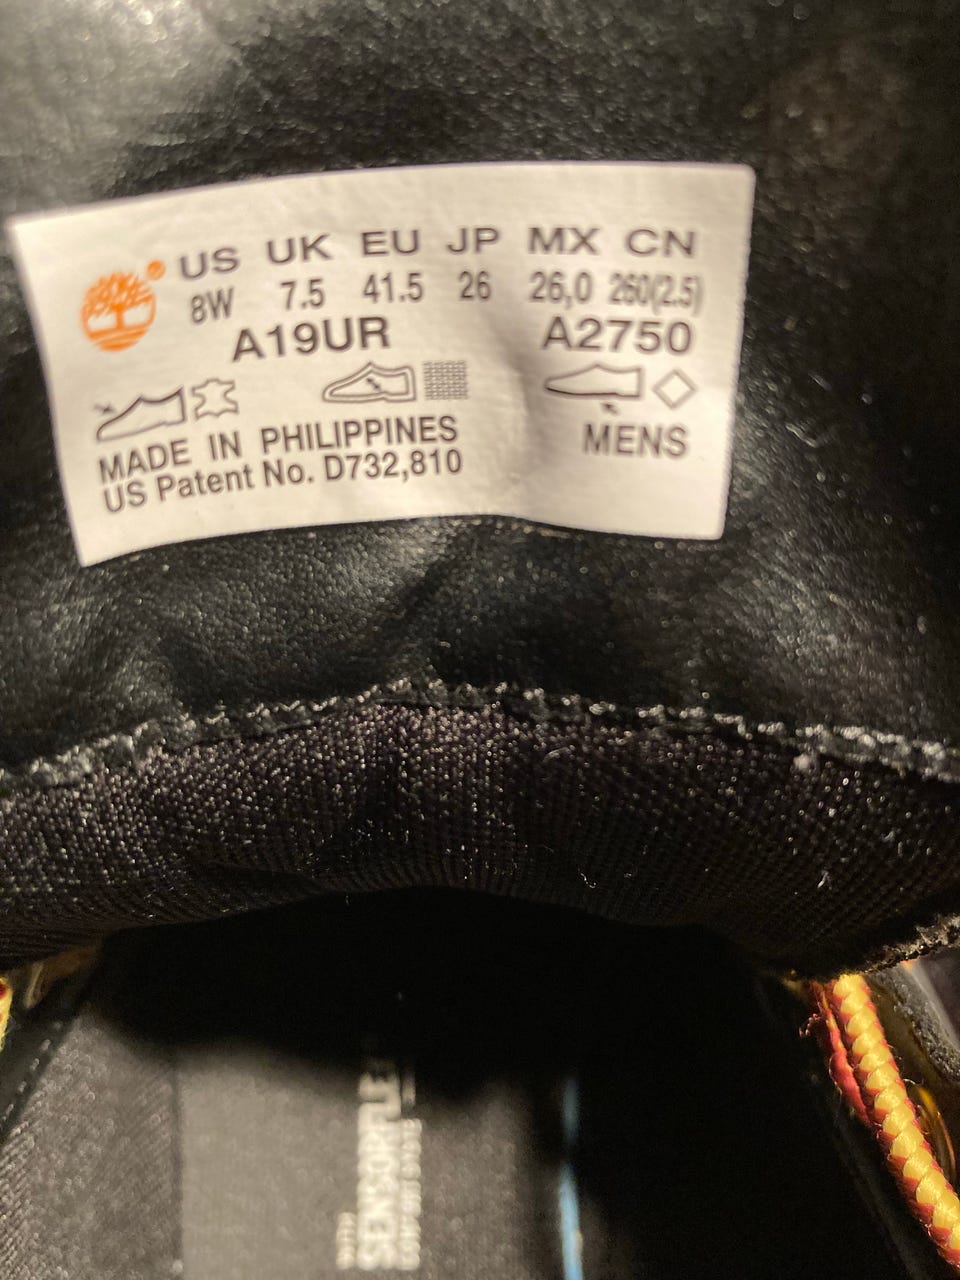 US UK EU JP MX CN
8W 7.5 41.5 26 26,0 260(2.5)
A19UR A2750
MADE IN PHILIPPINES MENS
US Patent No. D732,810